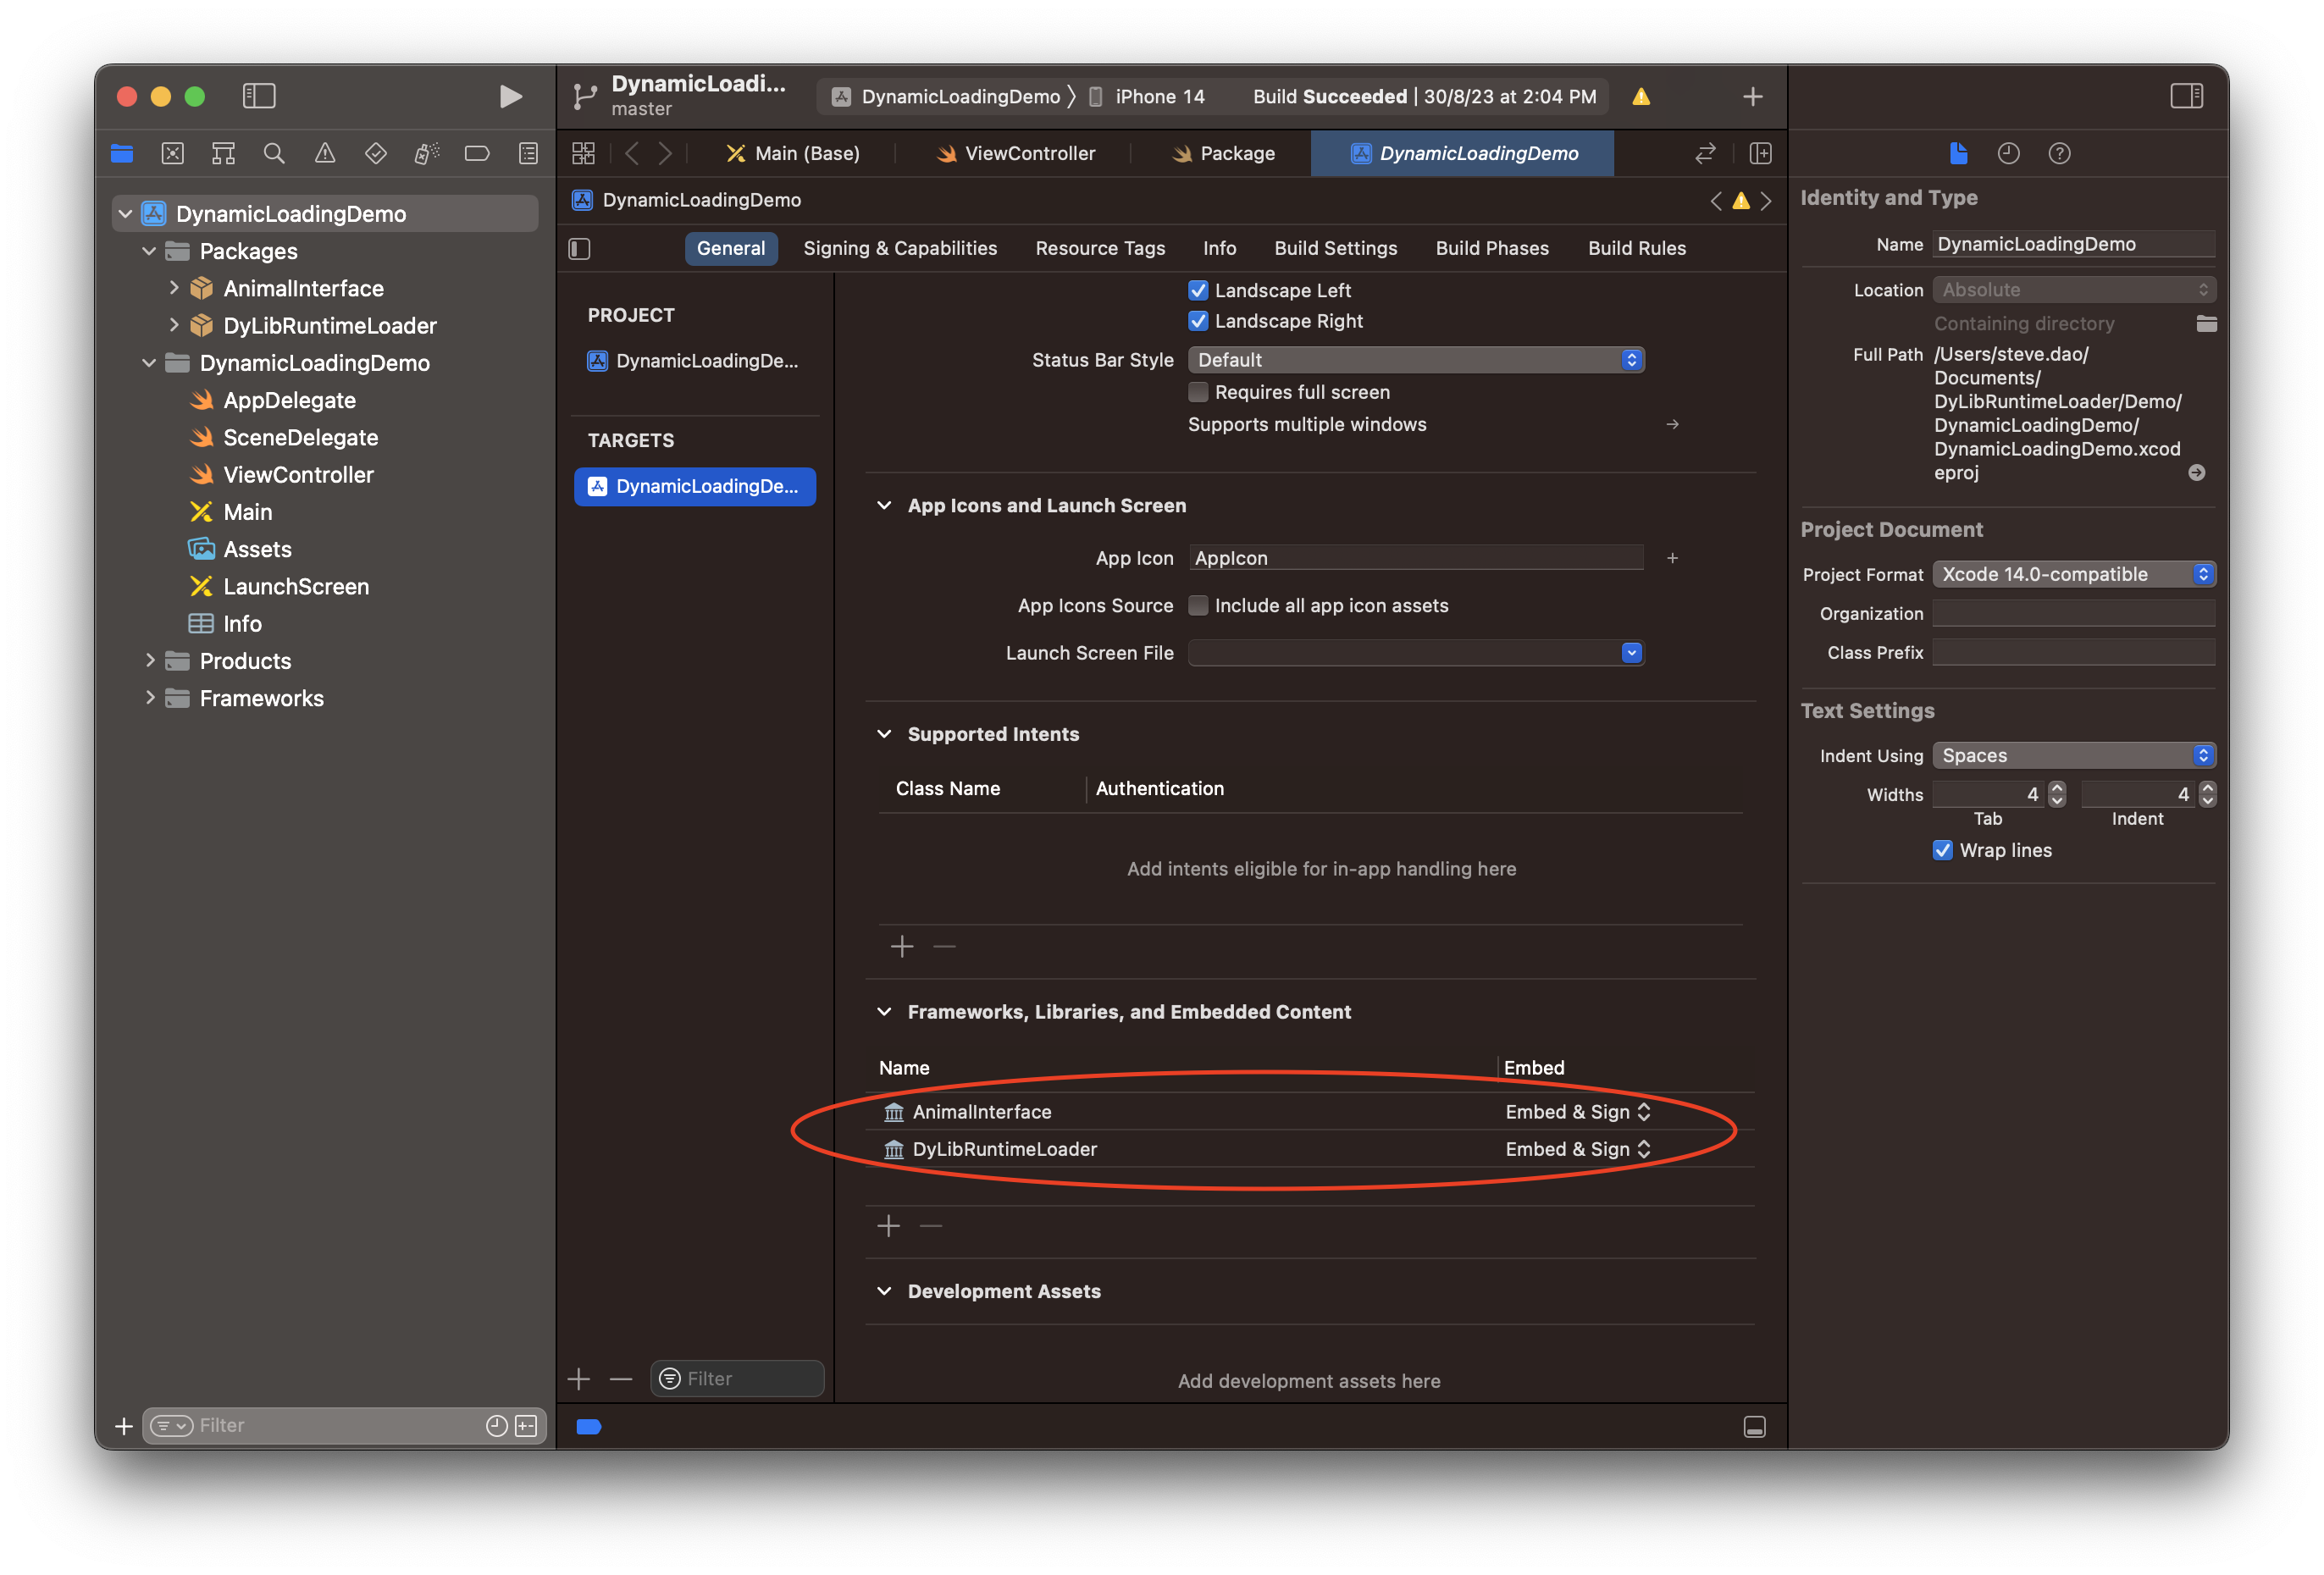 DynamicLoadi...
master
DynamicLoadingDemo
iPhone 14
Build Succeeded | 30/8/23 at 2:04 PM
Main (Base)
ViewController
Package
DynamicLoadingDemo
DynamicLoadingDemo
Packages
AnimalInterface
DyLibRuntimeLoader
DynamicLoadingDemo
AppDelegate
SceneDelegate
ViewController
Main
Assets
LaunchScreen
Info
Products
Frameworks
Filter
DynamicLoadingDemo
General
Signing & Capabilities
Resource Tags
Info
Build Settings
Build Phases
Build Rules
PROJECT
DynamicLoadingDe...
TARGETS
DynamicLoadingDe...
Filter
Landscape Left
Landscape Right
Status Bar Style
Default
Requires full screen
Supports multiple windows
App Icons and Launch Screen
App Icon
AppIcon
App Icons Source
Include all app icon assets
Launch Screen File
Supported Intents
Class Name
Authentication
Add intents eligible for in-app handling here
Frameworks, Libraries, and Embedded Content
Name
Embed
AnimalInterface
Embed & Sign
DyLibRuntimeLoader
Embed & Sign
Development Assets
Add development assets here
Identity and Type
Name
DynamicLoadingDemo
Location
Absolute
Containing directory
Full Path
/Users/steve.dao/
Documents/
DyLibRuntimeLoader/Demo/
DynamicLoadingDemo/
DynamicLoadingDemo.xcod
eproj
Project Document
Project Format
Xcode 14.0-compatible
Organization
Class Prefix
Text Settings
Indent Using
Spaces
Widths
4
4
Tab
Indent
Wrap lines